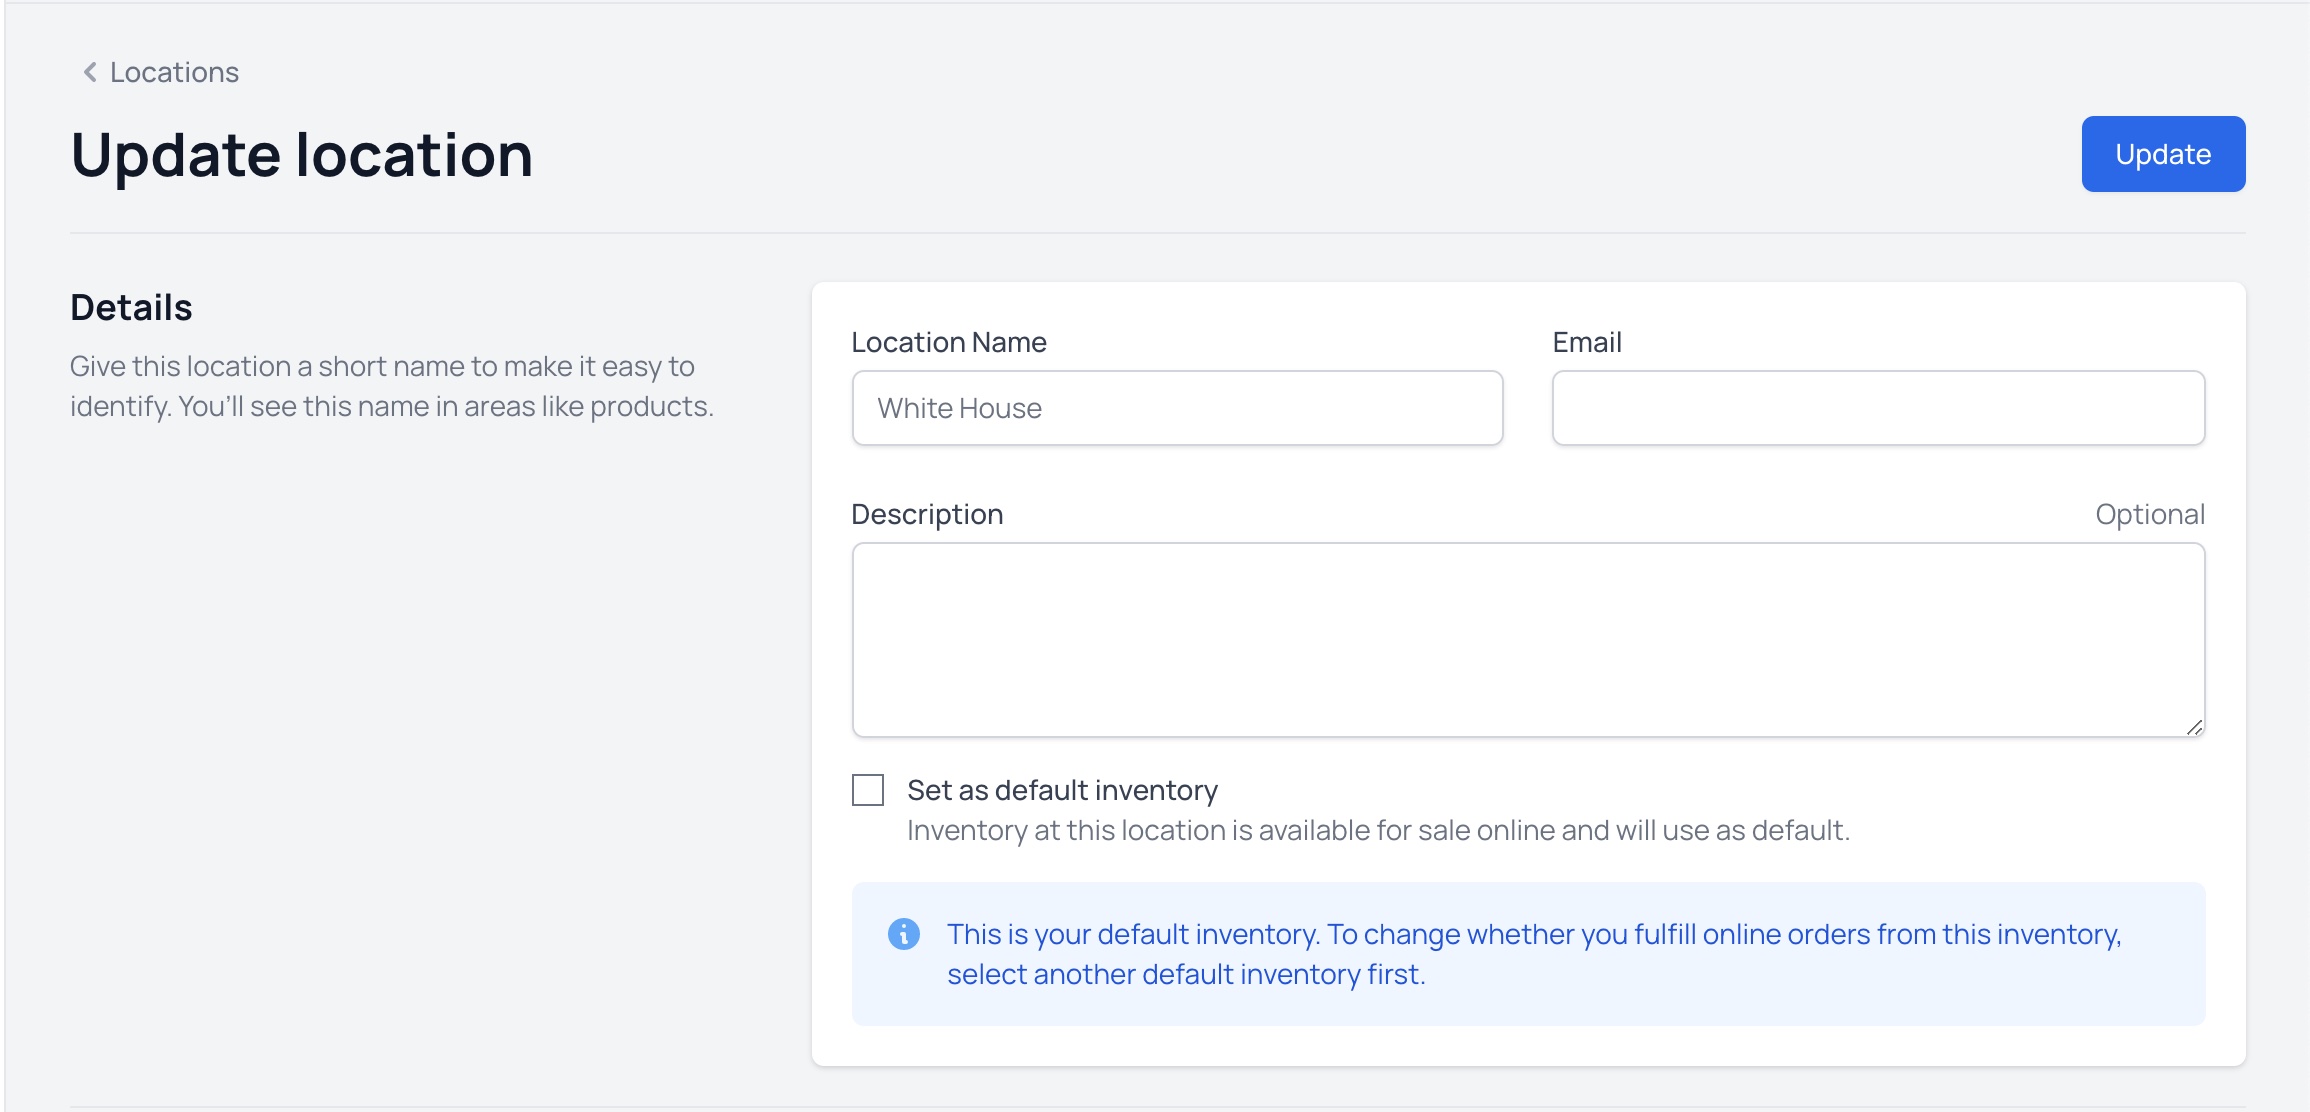 Locations
Update location
Update
Details
Give this location a short name to make it easy to
identify. You’ll see this name in areas like products.
Location Name
Email
White House
Description
Optional
Set as default inventory
Inventory at this location is available for sale online and will use as default.
This is your default inventory. To change whether you fulfill online orders from this inventory,
select another default inventory first.